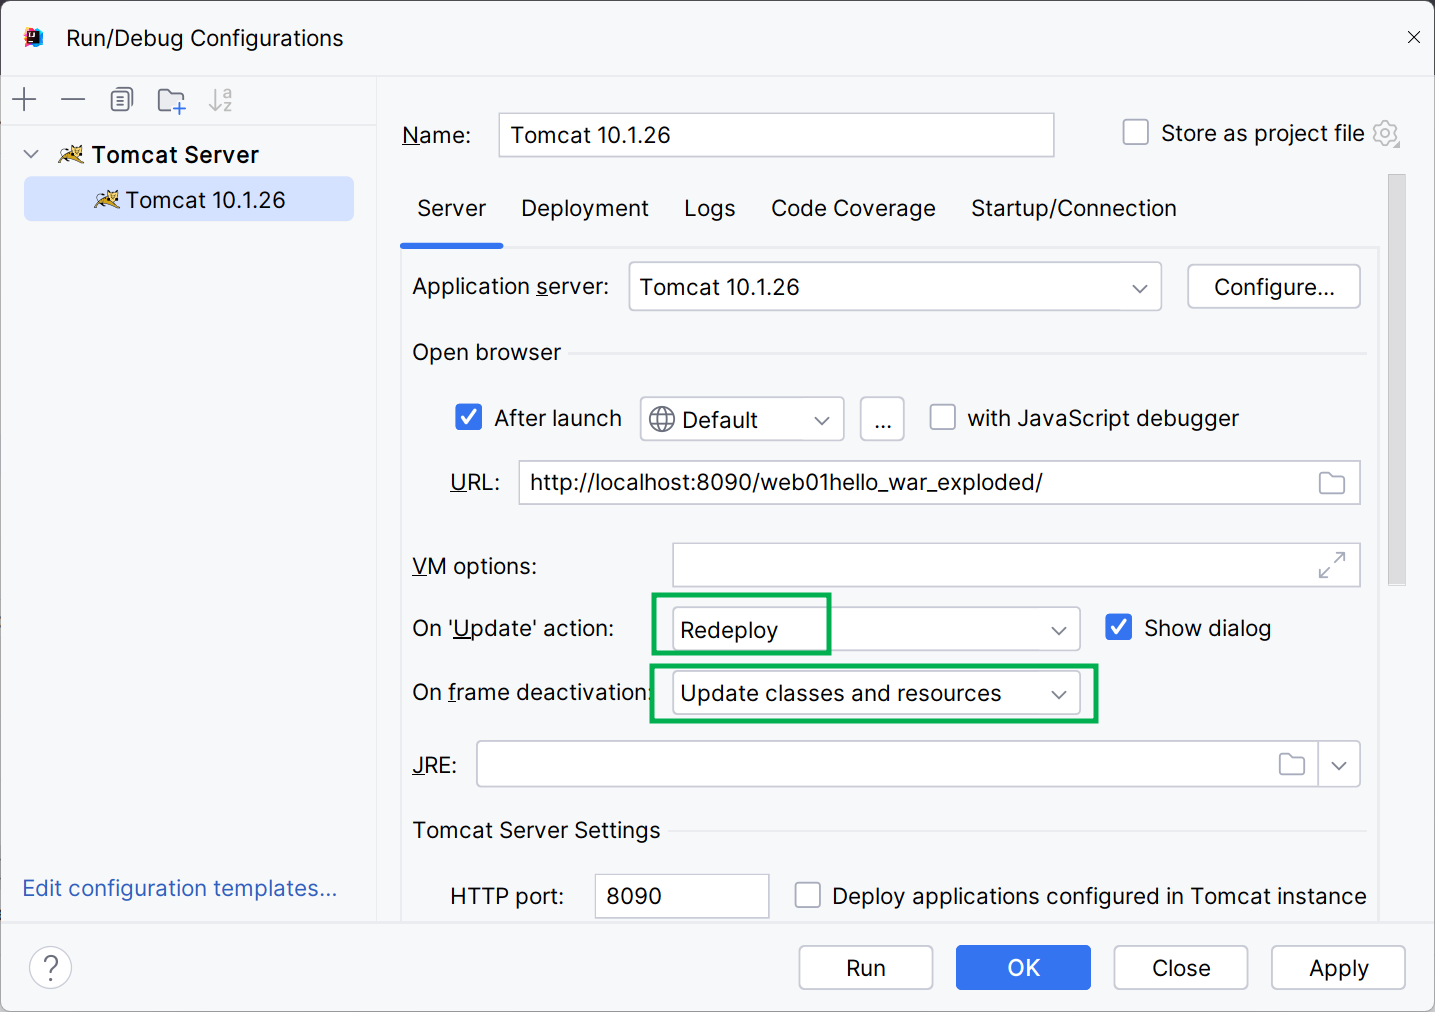 Run/Debug Configurations
Name: Tomcat 10.1.26 Store as project file
Tomcat Server
Tomcat 10.1.26
Server Deployment Logs Code Coverage Startup/Connection
Application server: Tomcat 10.1.26 Configure...
Open browser
After launch Default ... with JavaScript debugger
URL: http://localhost:8090/web01hello_war_exploded/
VM options:
On 'Update' action: Redeploy Show dialog
On frame deactivation: Update classes and resources
JRE:
Tomcat Server Settings
HTTP port: 8090 Deploy applications configured in Tomcat instance
Edit configuration templates...
? Run OK Close Apply